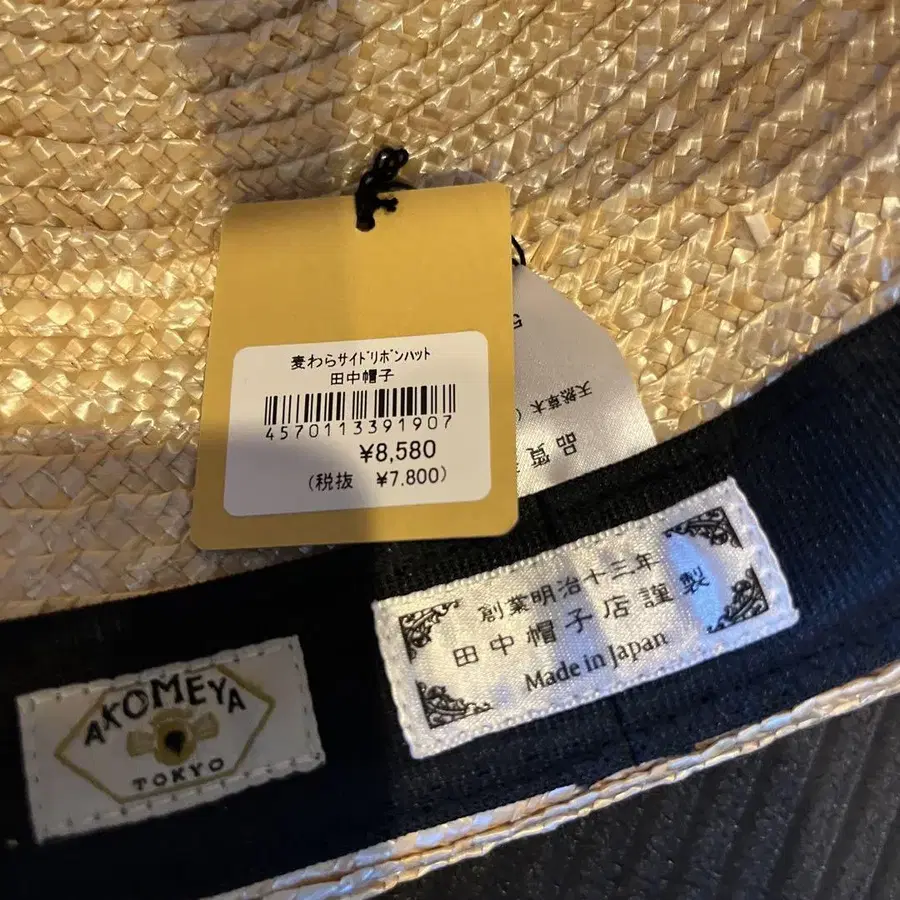 麦わらサイドリボンハット
田中帽子
4570113391907
¥8,580
(税抜 ¥7.800)
天然草木
品質
創業明治十三年
田中帽子店謹製
Made in Japan
AKOMEYA
TOKYO